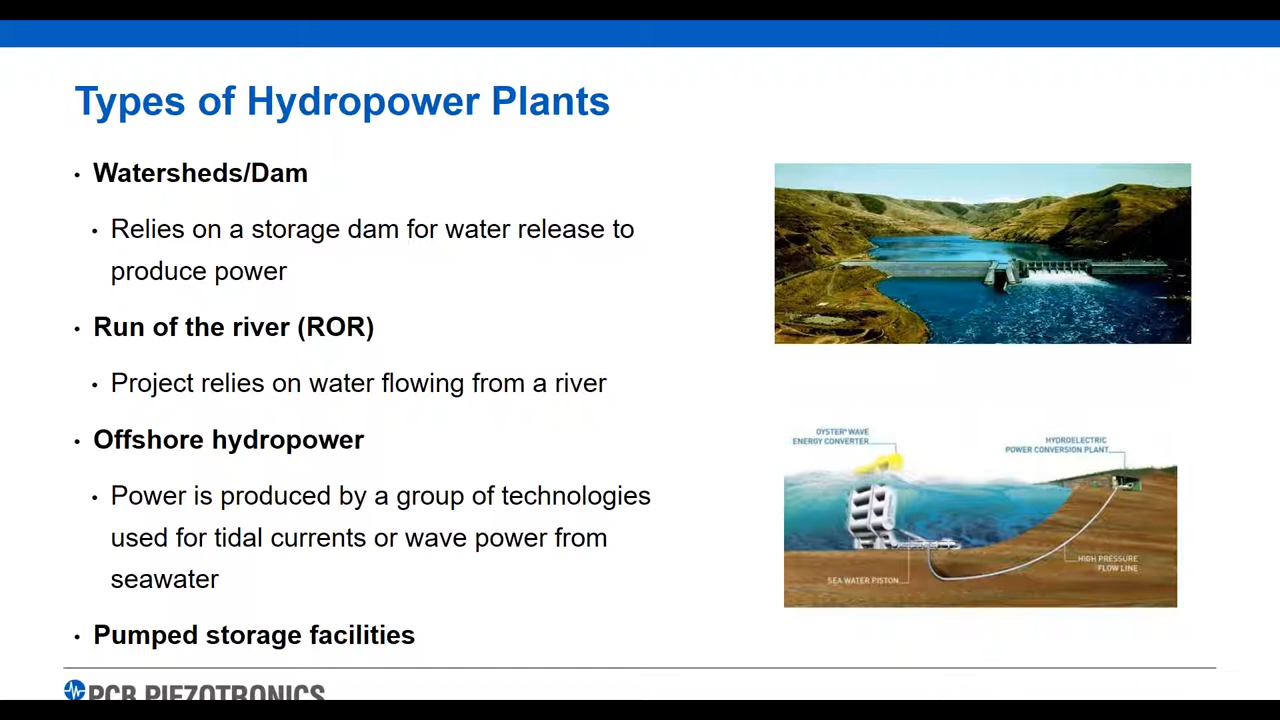 Types of Hydropower Plants
• Watersheds/Dam
• Relies on a storage dam for water release to
produce power
• Run of the river (ROR)
• Project relies on water flowing from a river
• Offshore hydropower
• Power is produced by a group of technologies
used for tidal currents or wave power from
seawater
• Pumped storage facilities
OYSTER® WAVE
ENERGY CONVERTER
HYDROELECTRIC
POWER CONVERSION PLANT
SEA WATER PISTON
HIGH PRESSURE
FLOW LINE
PCB PIEZOTRONICS